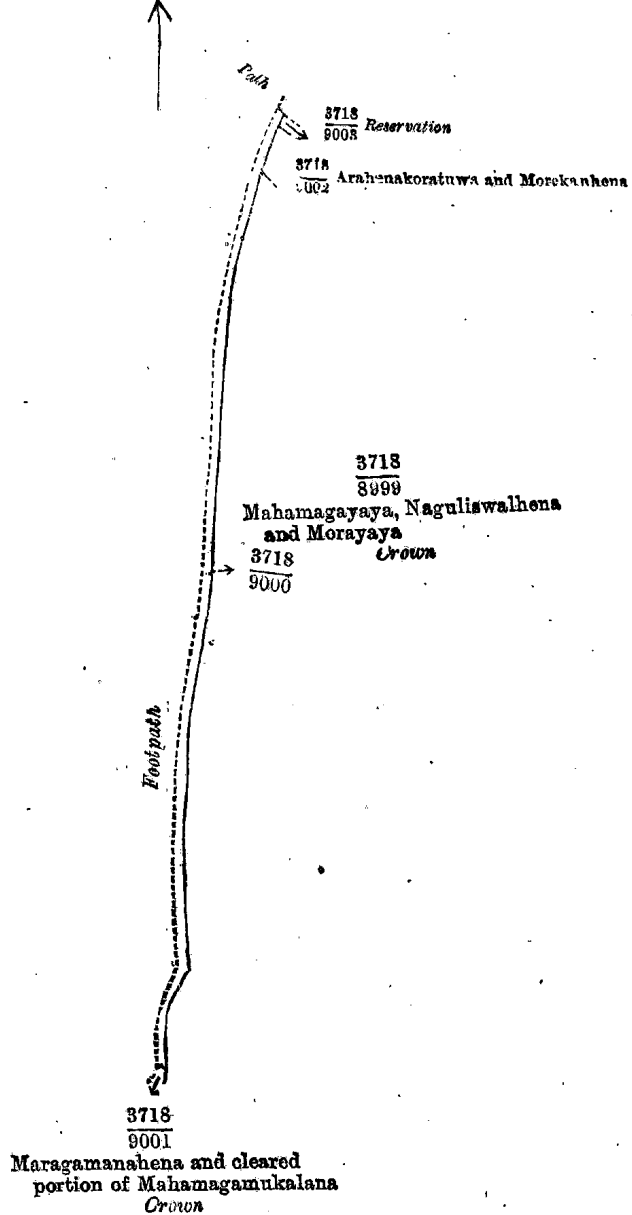 Path
3718
9003 Reservation
3718
9002 Arahenakoratuwa and Morekanhena
3718
8999
Mahamagayaya, Naguliswalhena
and Morayaya
Crown
3718
9000
Footpath
3718
9001
Maragamanahena and cleared
portion of Mahamagamukalana
Crown